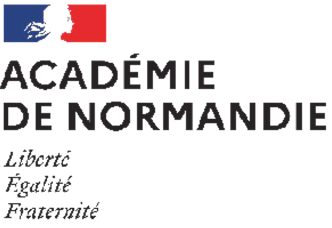 ACADÉMIE
DE NORMANDIE
Liberté
Égalité
Fraternité